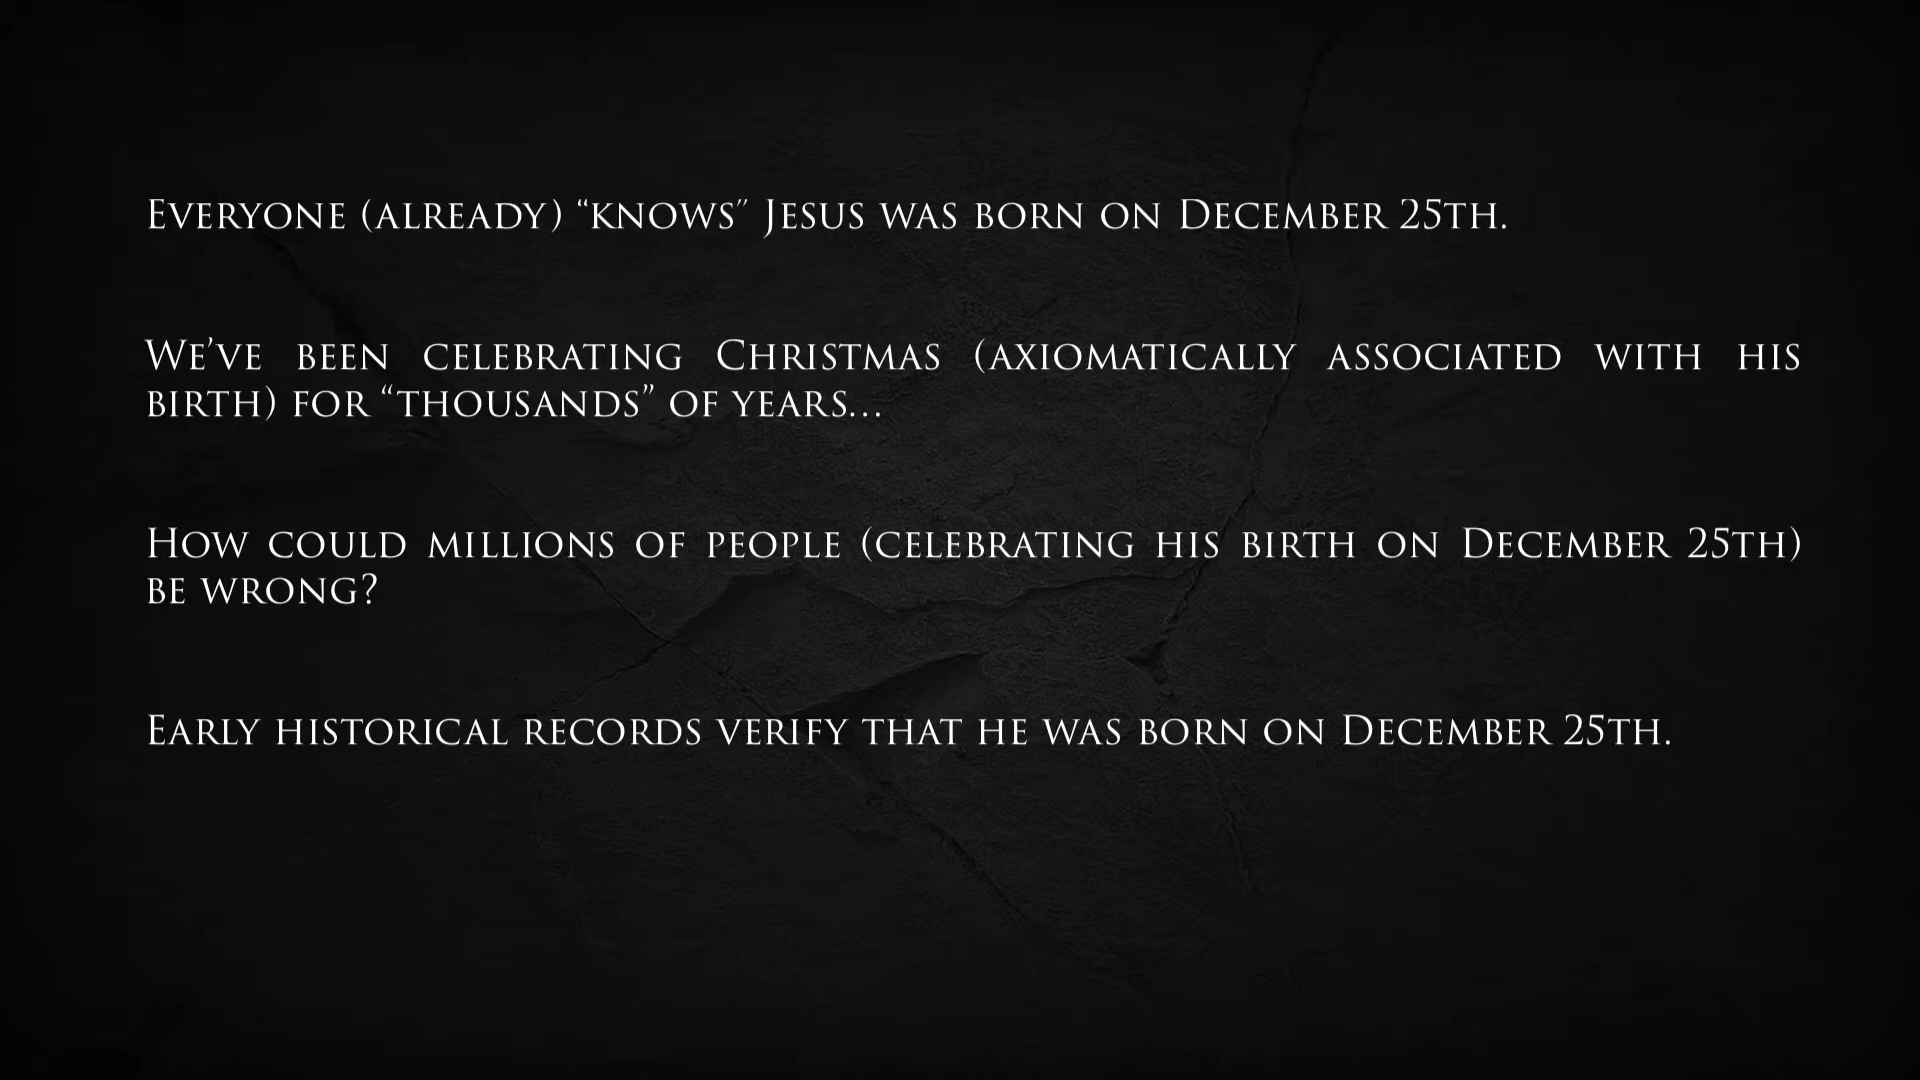 Everyone (already) “knows” Jesus was born on December 25th.
We’ve been celebrating Christmas (axiomatically associated with his
birth) for “thousands” of years…
How could millions of people (celebrating his birth on December 25th)
be wrong?
Early historical records verify that he was born on December 25th.